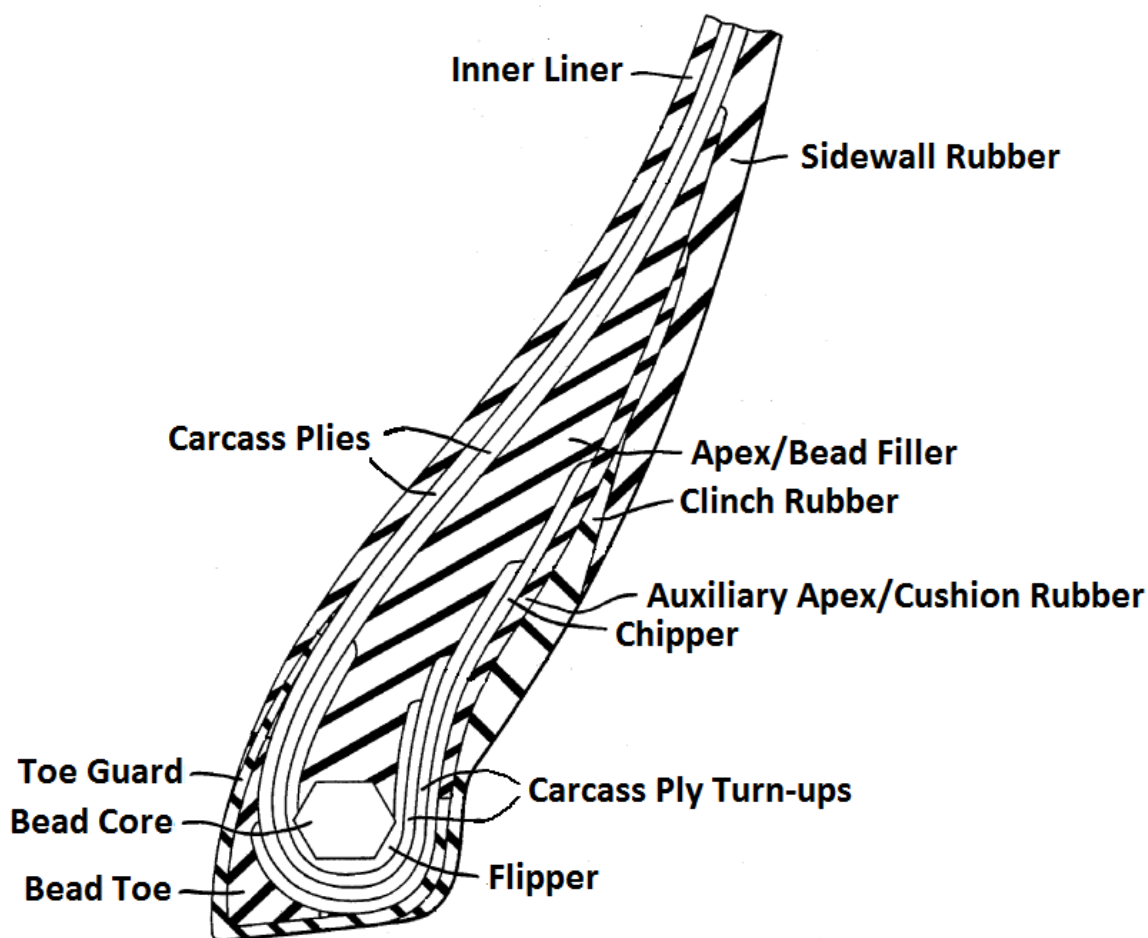 Inner Liner
Sidewall Rubber
Carcass Plies
Apex/Bead Filler
Clinch Rubber
Auxiliary Apex/Cushion Rubber
Chipper
Toe Guard
Carcass Ply Turn-ups
Bead Core
Flipper
Bead Toe